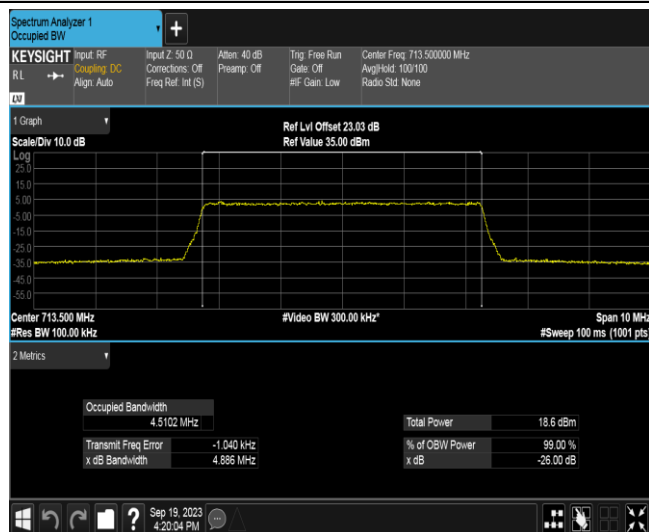 Spectrum Analyzer 1
Occupied BW
+
KEYSIGHT
RL
Input: RF
Coupling: DC
Align: Auto
Input Z: 50 Ω
Corrections: Off
Freq Ref: Int (S)
Atten: 40 dB
Preamp: Off
Trig: Free Run
Gate: Off
#IF Gain: Low
Center Freq: 713.500000 MHz
Avg|Hold: 100/100
Radio Std: None
LXI
1 Graph
Scale/Div 10.0 dB
Ref Lvl Offset 23.03 dB
Ref Value 35.00 dBm
Log
25.0
15.0
5.00
-5.00
-15.0
-25.0
-35.0
-45.0
-55.0
Center 713.500 MHz
#Res BW 100.00 kHz
#Video BW 300.00 kHz*
Span 10 MHz
#Sweep 100 ms (1001 pts)
2 Metrics
Occupied Bandwidth
4.5102 MHz
Total Power 18.6 dBm
Transmit Freq Error -1.040 kHz
% of OBW Power 99.00 %
x dB Bandwidth 4.886 MHz
x dB -26.00 dB
?
Sep 19, 2023
4:20:04 PM